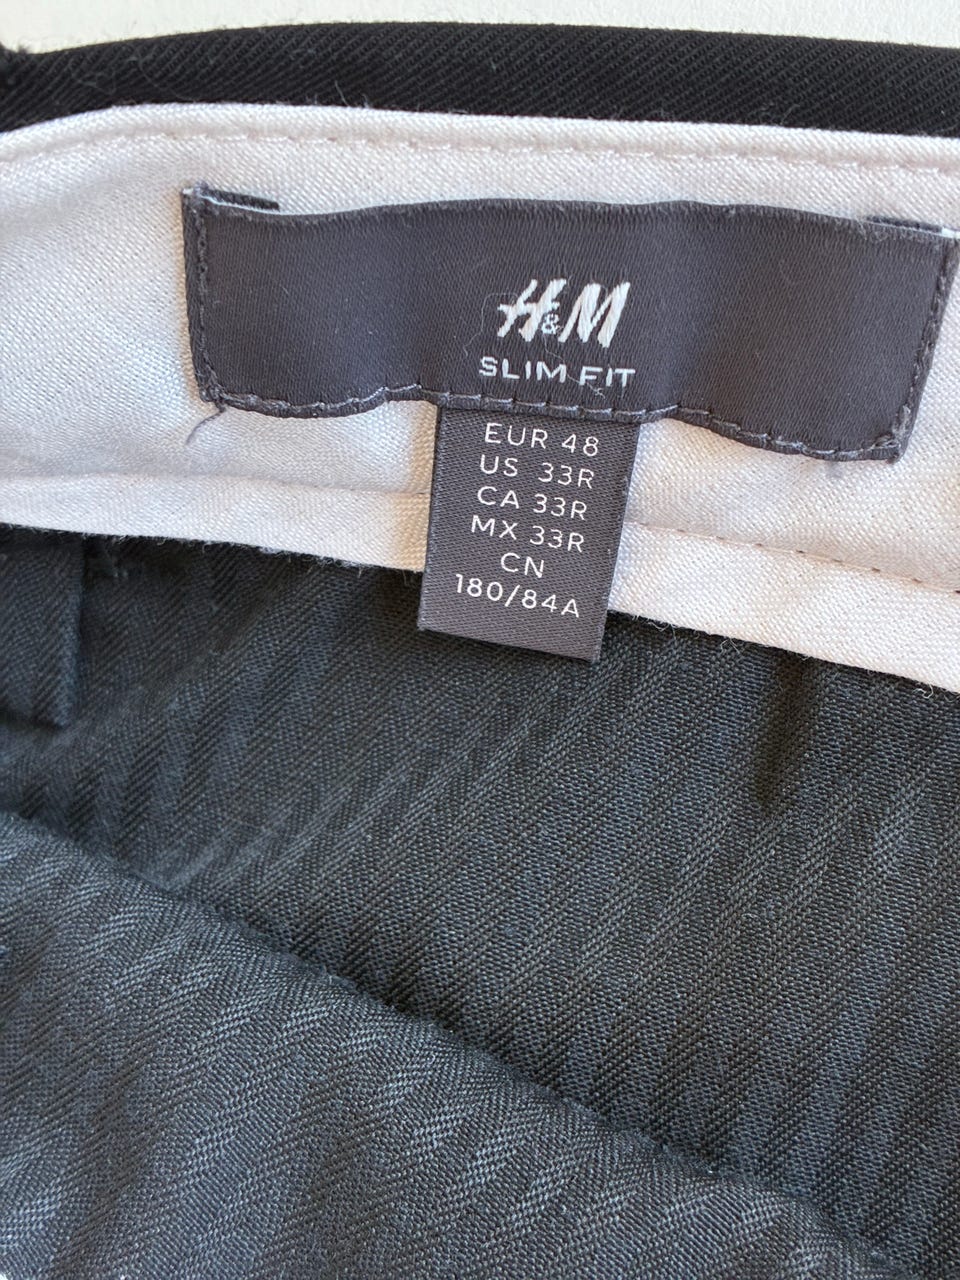 H&M
SLIM FIT
EUR 48
US 33R
CA 33R
MX 33R
CN
180/84A